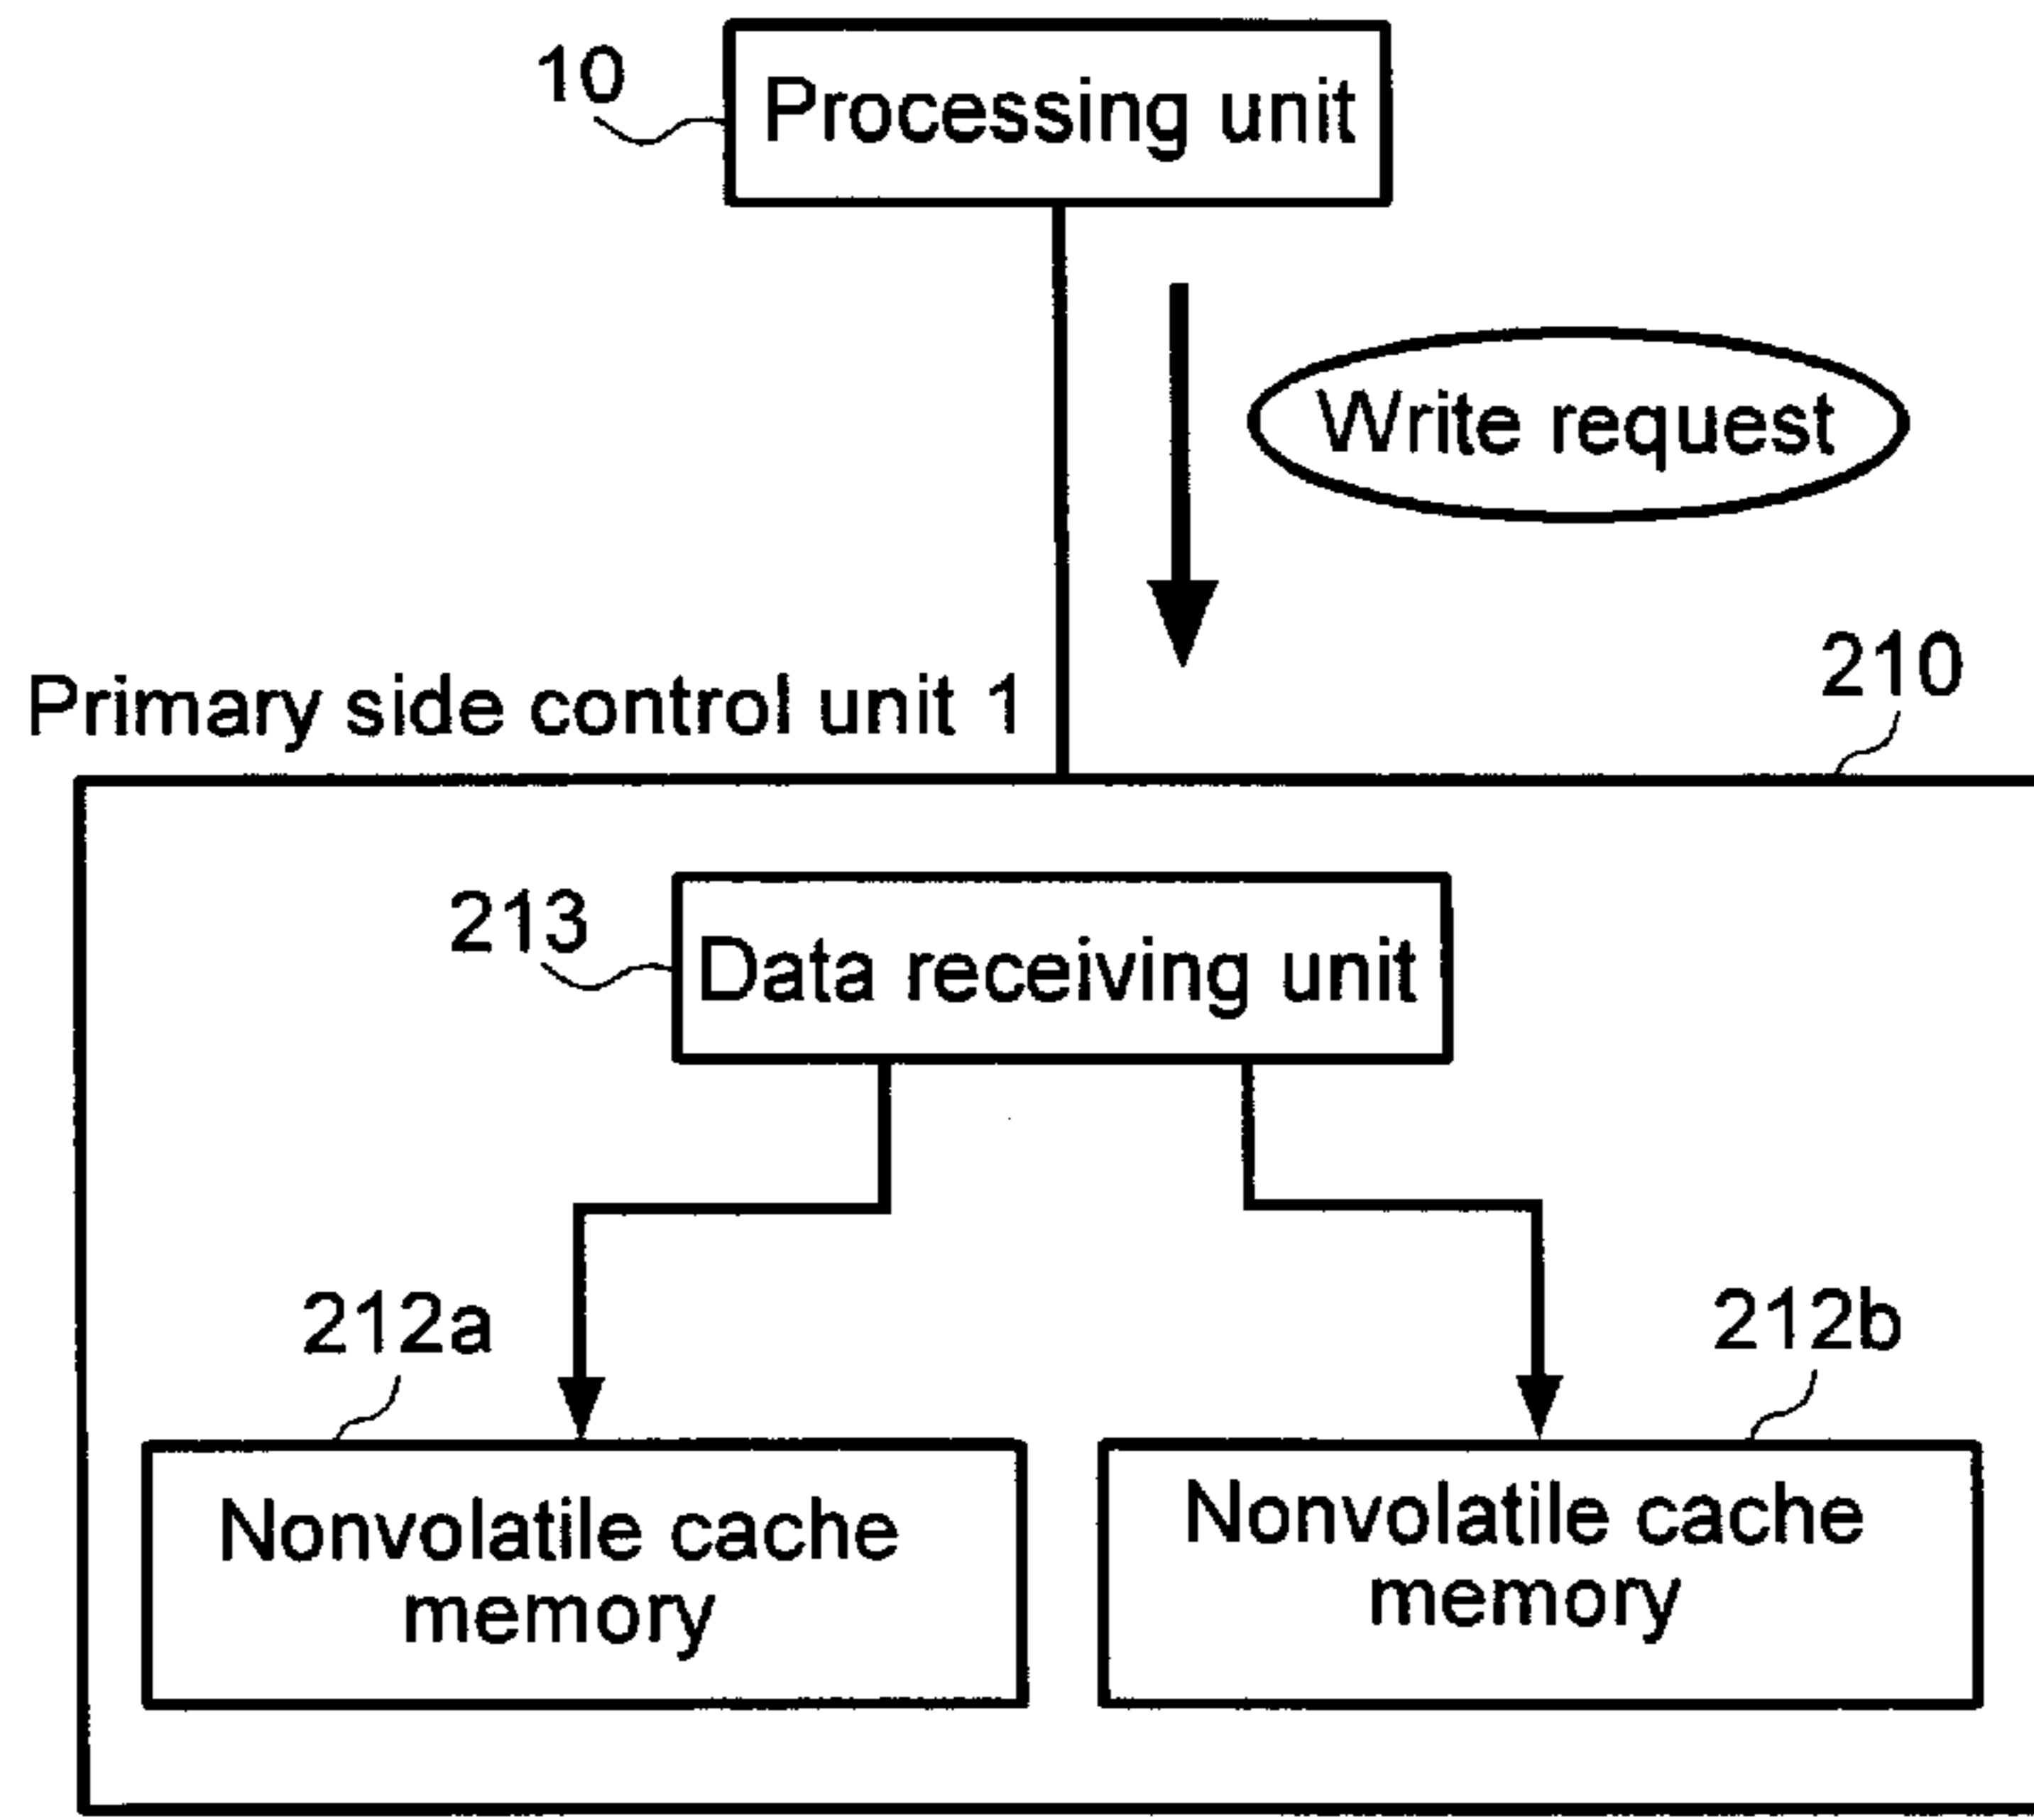 10
Processing unit
Write request
210
Primary side control unit 1
213
Data receiving unit
212a
212b
Nonvolatile cache
memory
Nonvolatile cache
memory